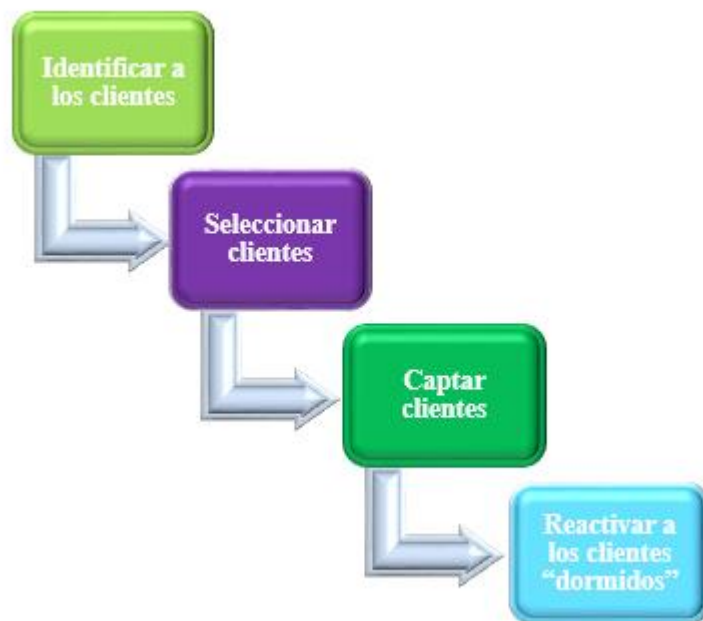 Identificar a
los clientes
Seleccionar
clientes
Captar
clientes
Reactivar a
los clientes
“dormidos”